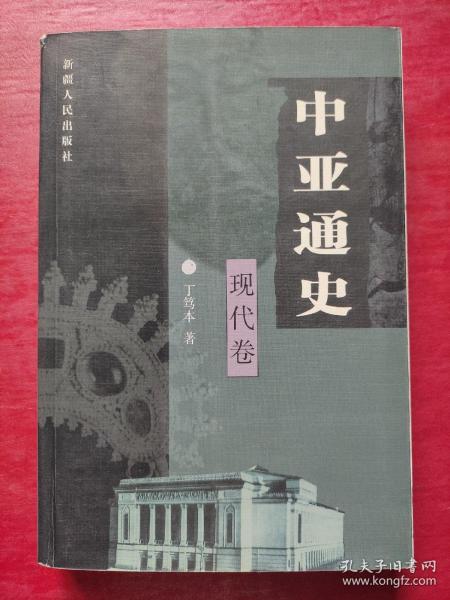 中亚通史
现代卷
丁笃本 著
新疆人民出版社
孔夫子旧书网
www.kongfz.com